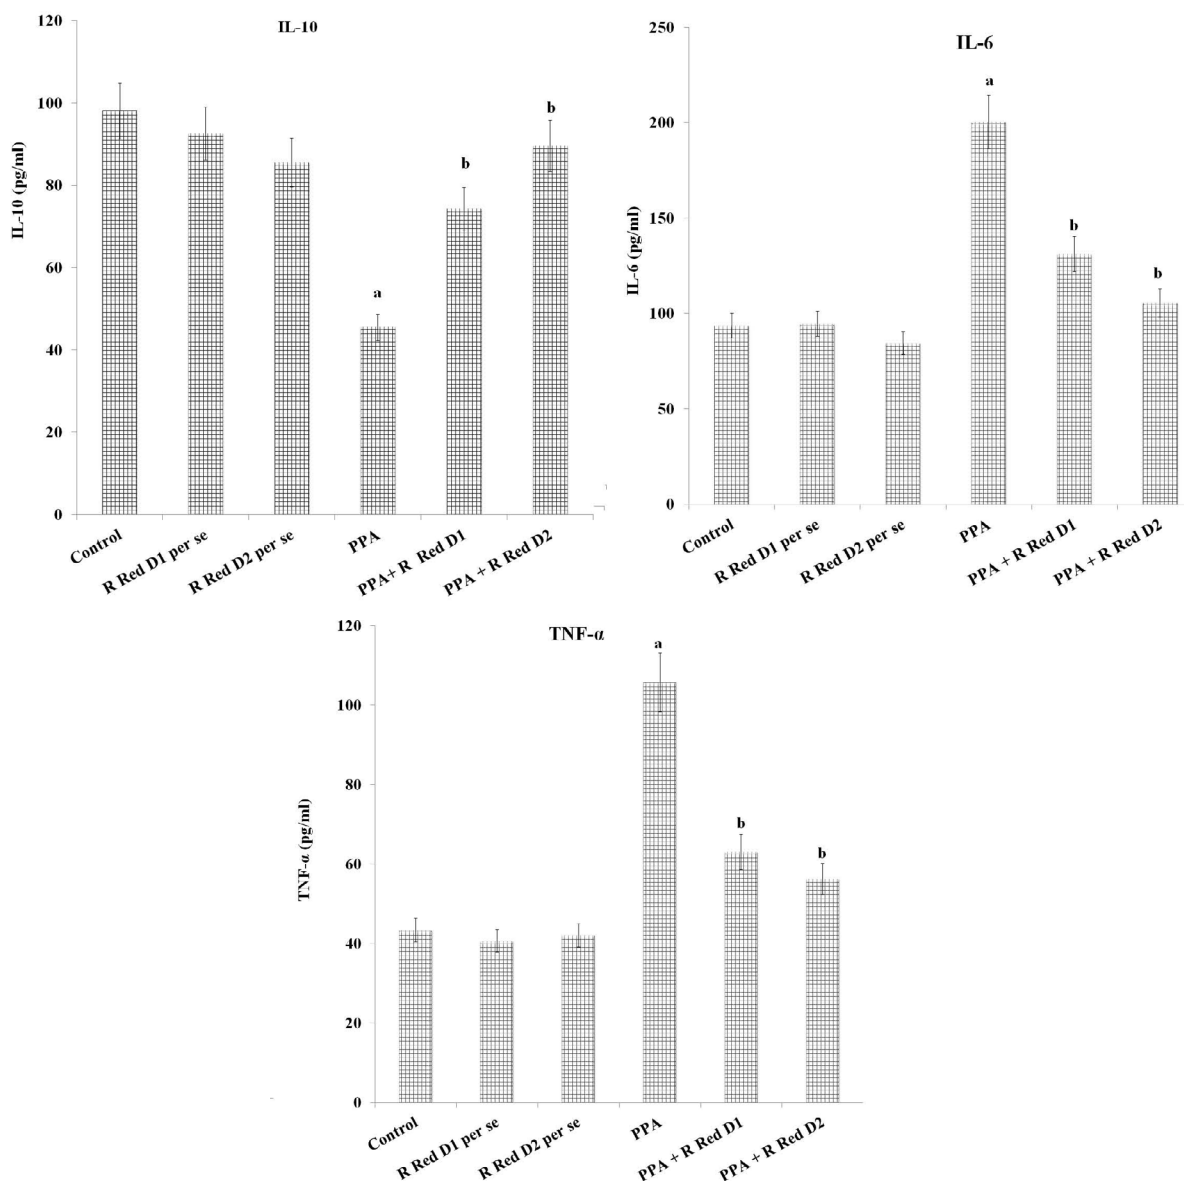 IL-10
120
100
80
60
40
20
0
IL-10 (pg/ml)
a
b
b
Control
R Red D1 per se
R Red D2 per se
PPA
PPA+ R Red D1
PPA + R Red D2
IL-6
250
200
150
100
50
0
IL-6 (pg/ml)
a
b
b
Control
R Red D1 per se
R Red D2 per se
PPA
PPA + R Red D1
PPA + R Red D2
TNF-α
120
100
80
60
40
20
0
TNF-α (pg/ml)
a
b
b
Control
R Red D1 per se
R Red D2 per se
PPA
PPA + R Red D1
PPA + R Red D2